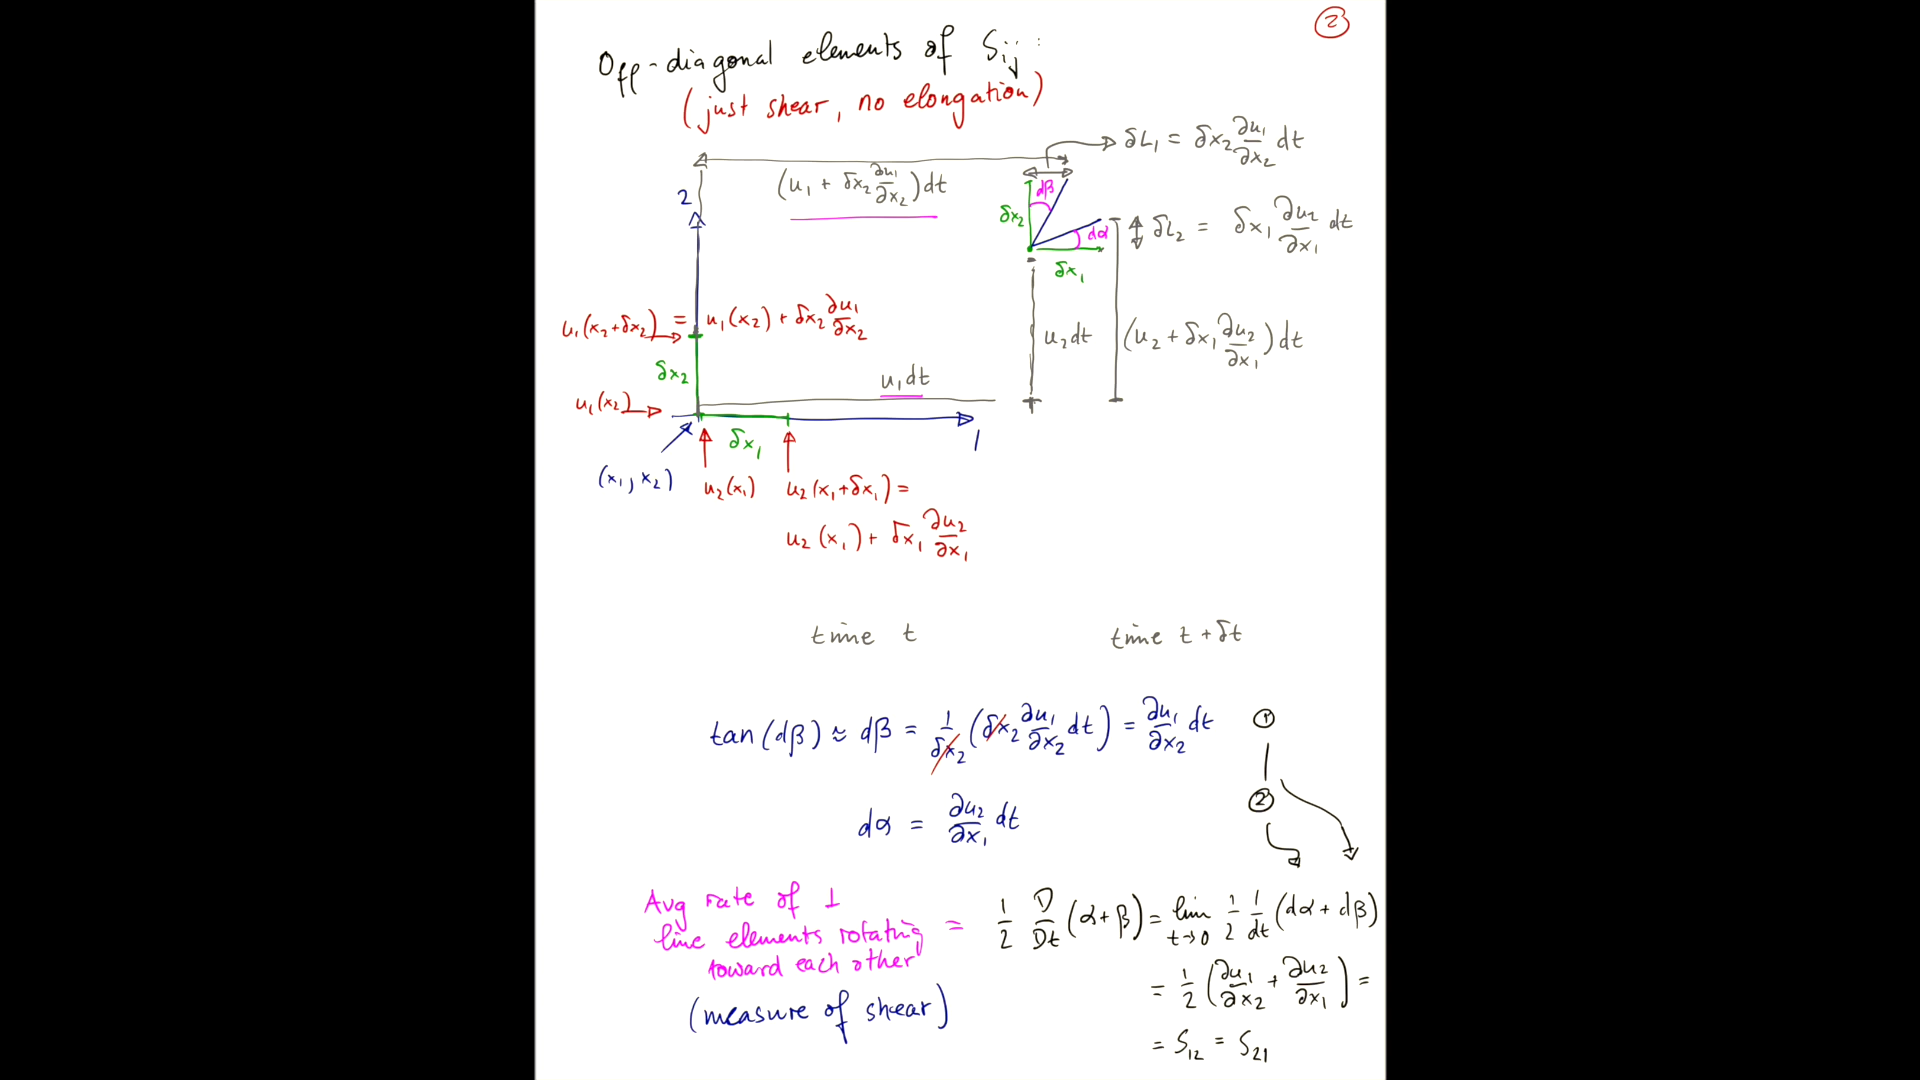 ②
Off-diagonal elements of Sᵢⱼ:
(just shear, no elongation)
δL₁ = δx₂ ∂u₁/∂x₂ dt
(u₁ + δx₂ ∂u₁/∂x₂) dt
2
dβ
δx₂
dα
δL₂ = δx₁ ∂u₂/∂x₁ dt
δx₁
u₁(x₂+δx₂) = u₁(x₂) + δx₂ ∂u₁/∂x₂
u₂dt
(u₂ + δx₁ ∂u₂/∂x₁) dt
δx₂
u₁dt
u₁(x₂)
δx₁
1
(x₁, x₂)
u₂(x₁)
u₂(x₁+δx₁) =
u₂(x₁) + δx₁ ∂u₂/∂x₁
time t
time t + δt
tan(dβ) ≈ dβ = 1/δx₂ (δx₂ ∂u₁/∂x₂ dt) = ∂u₁/∂x₂ dt
①
②
dα = ∂u₂/∂x₁ dt
Avg rate of ⊥
line elements rotating
toward each other
= 1/2 D/Dt (α+β) = lim t→0 1/2 1/dt (dα + dβ)
= 1/2 (∂u₁/∂x₂ + ∂u₂/∂x₁) =
(measure of shear)
= S₁₂ = S₂₁